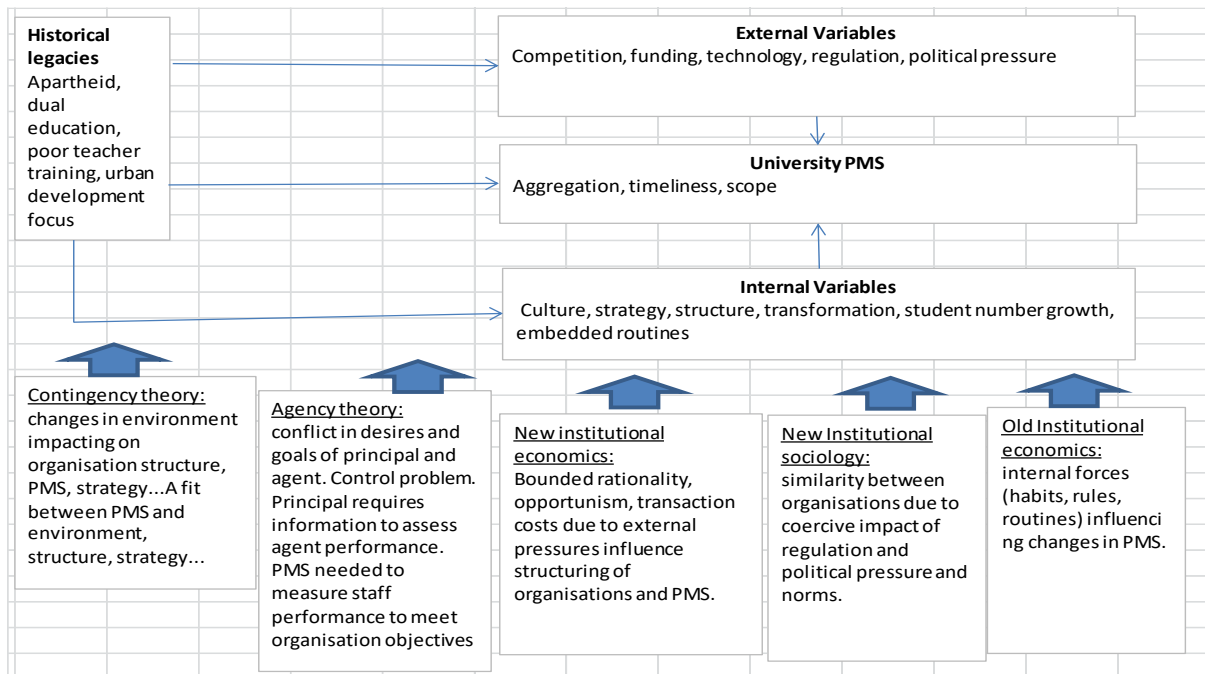 Historical
legacies
Apartheid,
dual
education,
poor teacher
training, urban
development
focus
External Variables
Competition, funding, technology, regulation, political pressure
University PMS
Aggregation, timeliness, scope
Internal Variables
Culture, strategy, structure, transformation, student number growth,
embedded routines
Contingency theory:
changes in environment
impacting on
organisation structure,
PMS, strategy...A fit
between PMS and
environment,
structure, strategy...
Agency theory:
conflict in desires and
goals of principal and
agent. Control problem.
Principal requires
information to assess
agent performance.
PMS needed to
measure staff
performance to meet
organisation objectives
New institutional
economics:
Bounded rationality,
opportunism, transaction
costs due to external
pressures influence
structuring of
organisations and PMS.
New Institutional
sociology:
similarity between
organisations due to
coercive impact of
regulation and
political pressure and
norms.
Old Institutional
economics:
internal forces
(habits, rules,
routines) influenci
ng changes in PMS.